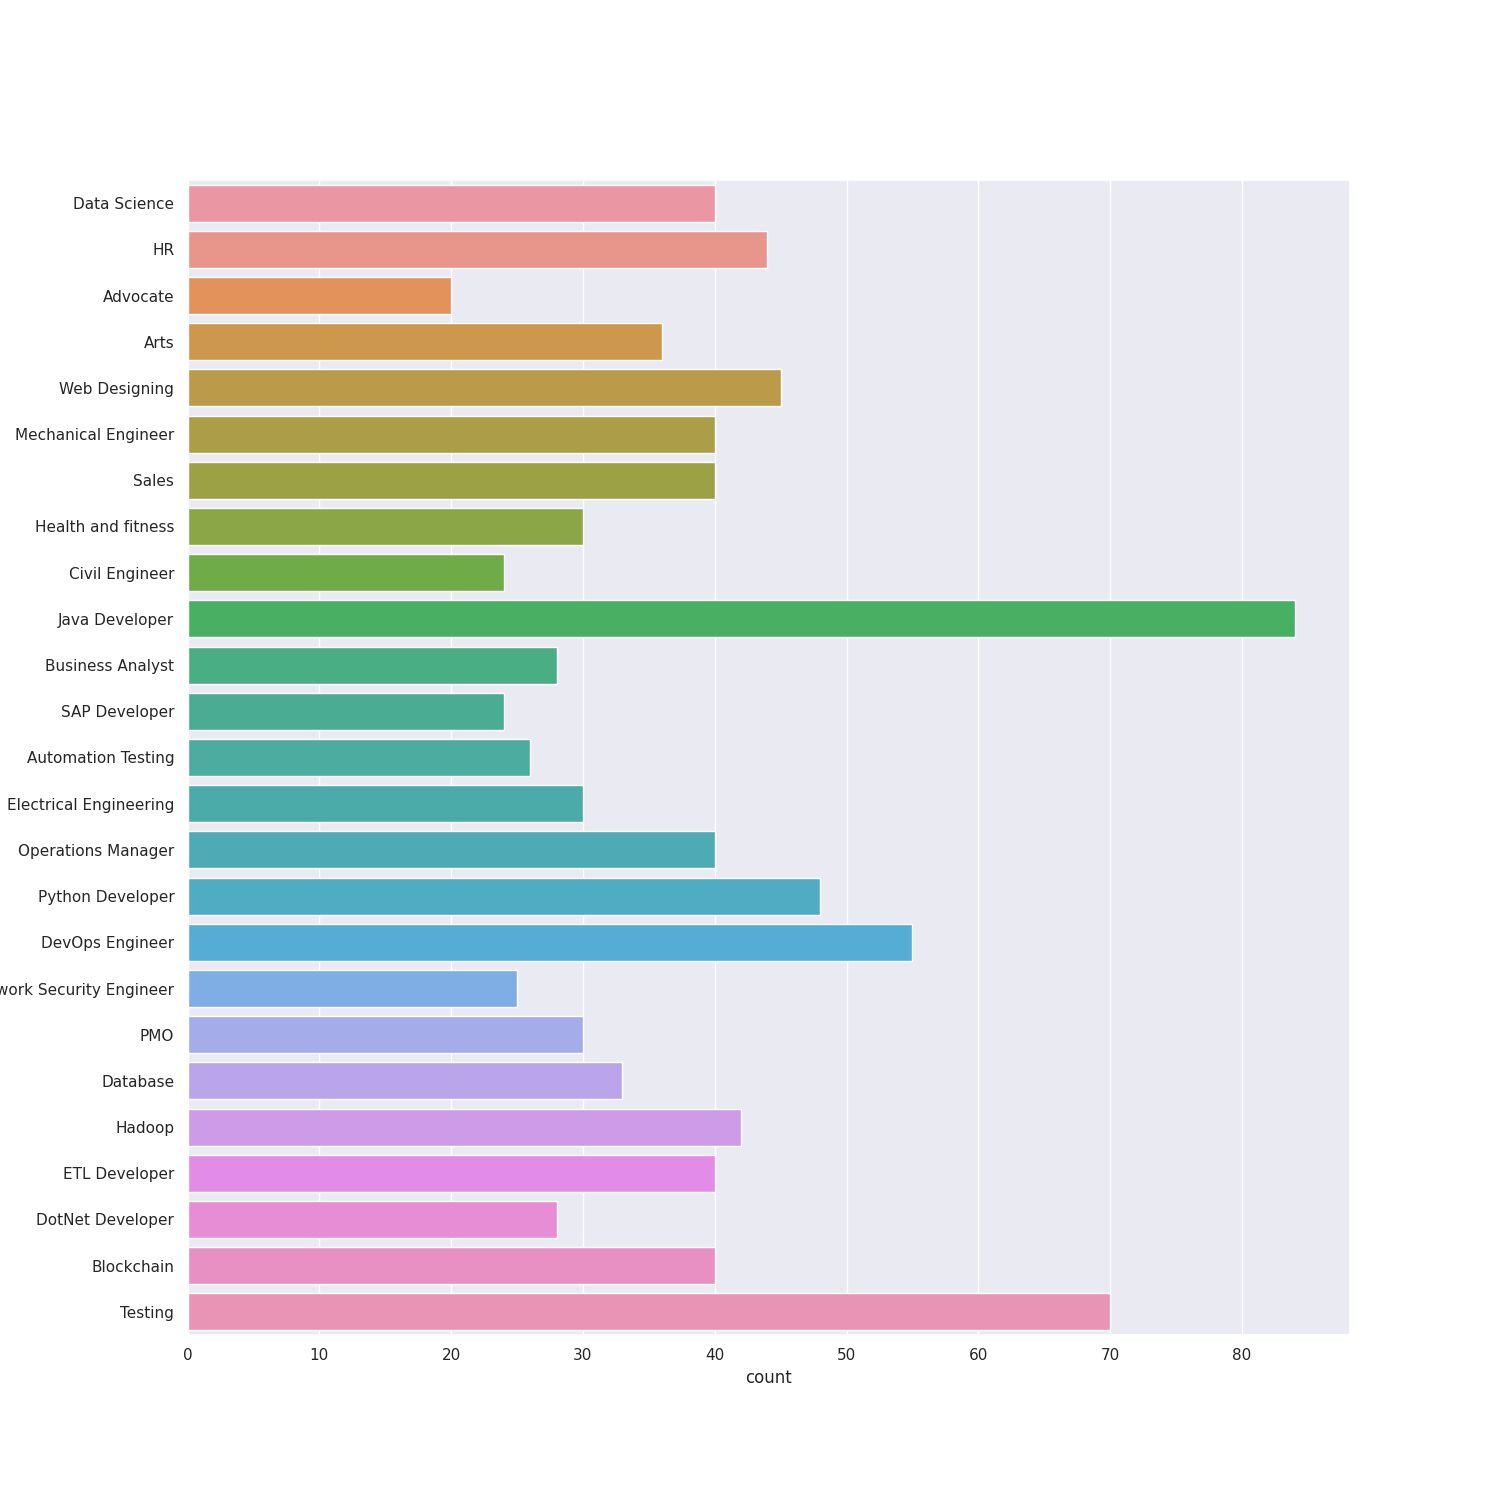 Data Science
HR
Advocate
Arts
Web Designing
Mechanical Engineer
Sales
Health and fitness
Civil Engineer
Java Developer
Business Analyst
SAP Developer
Automation Testing
Electrical Engineering
Operations Manager
Python Developer
DevOps Engineer
work Security Engineer
PMO
Database
Hadoop
ETL Developer
DotNet Developer
Blockchain
Testing
0 10 20 30 40 50 60 70 80
count